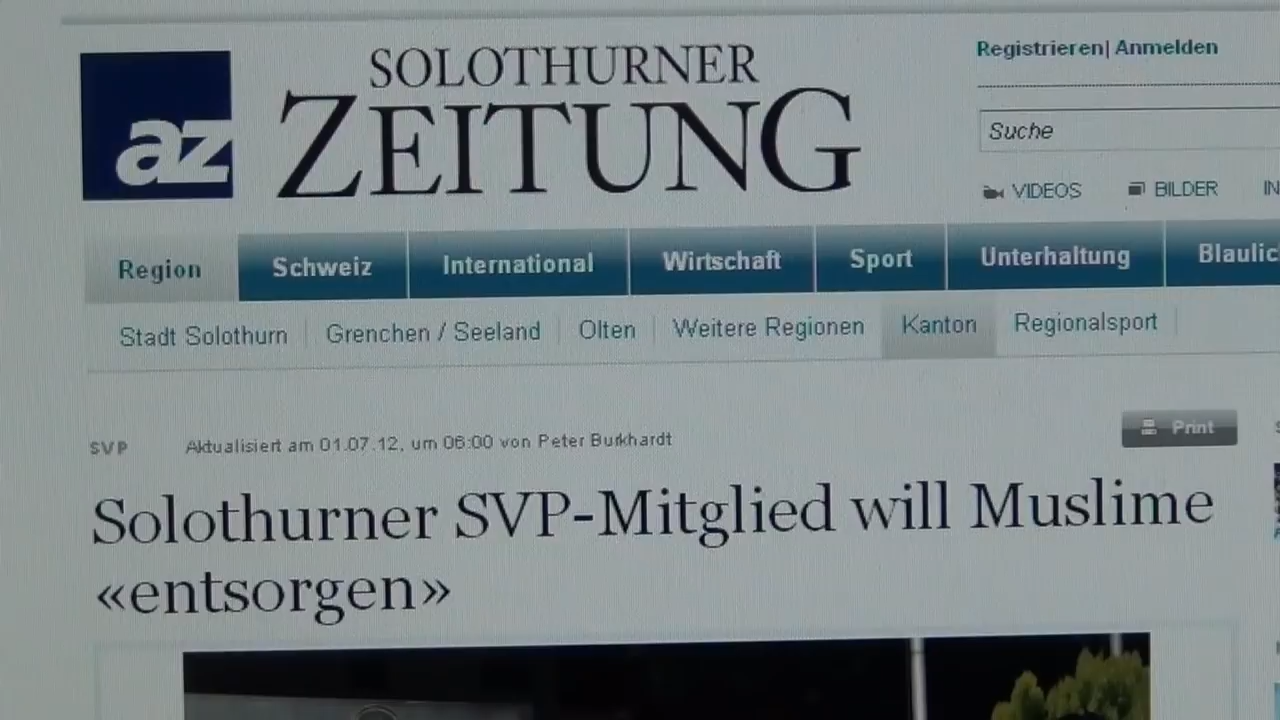 az
SOLOTHURNER
ZEITUNG
Registrieren| Anmelden
Suche
VIDEOS BILDER IN
Region Schweiz International Wirtschaft Sport Unterhaltung Blaulic
Stadt Solothurn Grenchen / Seeland Olten Weitere Regionen Kanton Regionalsport
SVP Aktualisiert am 01.07.12, um 06:00 von Peter Burkhardt
Print
Solothurner SVP-Mitglied will Muslime
«entsorgen»